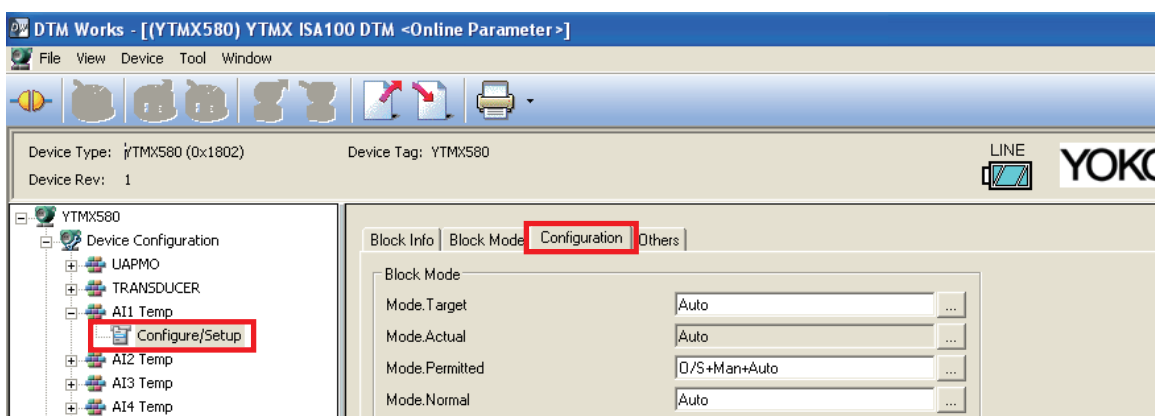 DTM Works - [(YTMX580) YTMX ISA100 DTM <Online Parameter>]
File View Device Tool Window
Device Type: YTMX580 (0x1802) Device Tag: YTMX580 LINE
Device Rev: 1
YOKO
YTMX580
Device Configuration
UAPMO
TRANSDUCER
AI1 Temp
Configure/Setup
AI2 Temp
AI3 Temp
AI4 Temp
Block Info Block Mode Configuration Others
Block Mode
Mode.Target Auto ...
Mode.Actual Auto ...
Mode.Permitted O/S+Man+Auto ...
Mode.Normal Auto ...